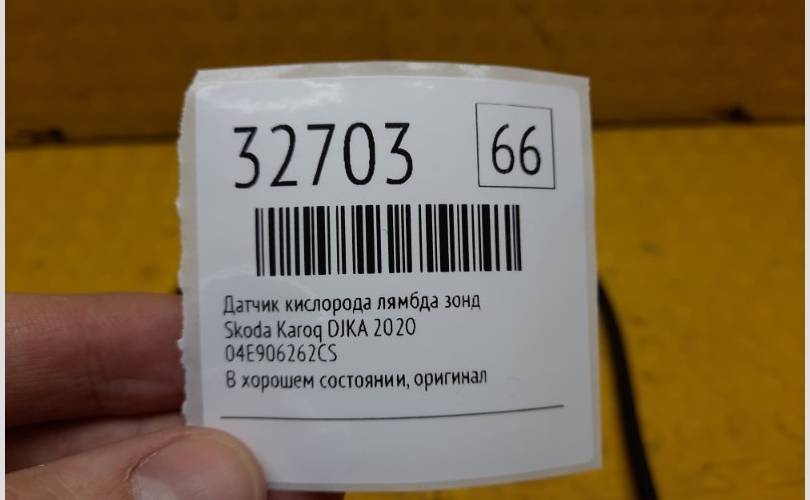 32703
66
Датчик кислорода лямбда зонд
Skoda Karoq DJKA 2020
04E906262CS
В хорошем состоянии, оригинал